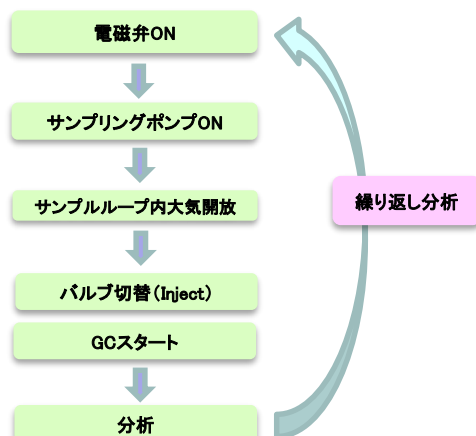 電磁弁ON
サンプリングポンプON
サンプルループ内大気開放
繰り返し分析
バルブ切替(Inject)
GCスタート
分析